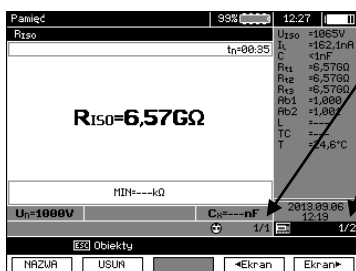 Pamięć 99% 12:27
RISO
tn=00:35
RISO=6,57GΩ
MIN=---kΩ
Un=1000V Cx=---nF
UISO =1065V
IL =162,1nA
C <1nF
Rt1 =6,57GΩ
Rt2 =6,57GΩ
Rt3 =6,57GΩ
Ab1 =1,000
Ab2 =1,001
L =---
TC =---
T =24,6°C
2013.09.06
12:19
1/1 1/2
ESC Obiekty
NAZWA USUŃ ◄Ekran Ekran►